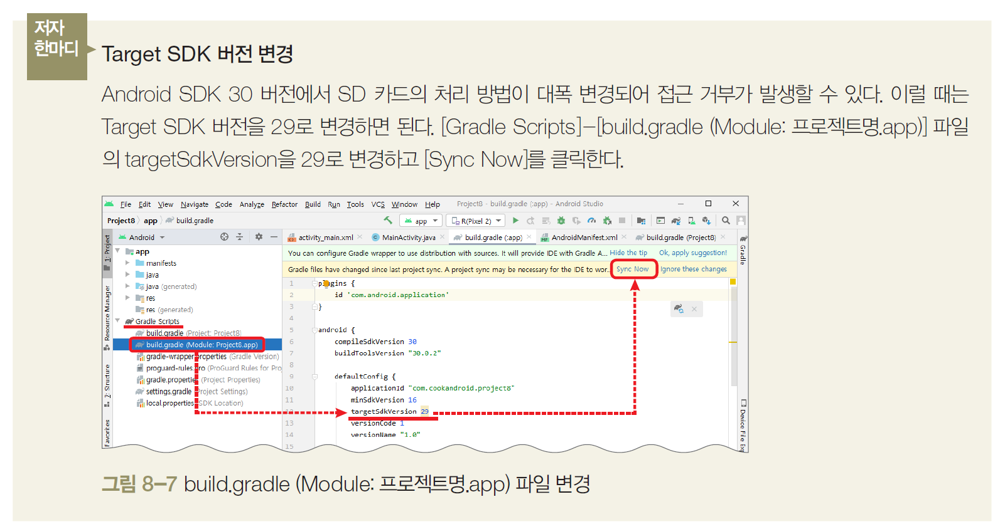 저자
한마디
Target SDK 버전 변경
Android SDK 30 버전에서 SD 카드의 처리 방법이 대폭 변경되어 접근 거부가 발생할 수 있다. 이럴 때는
Target SDK 버전을 29로 변경하면 된다. [Gradle Scripts]-[build.gradle (Module: 프로젝트명.app)] 파일
의 targetSdkVersion을 29로 변경하고 [Sync Now]를 클릭한다.
File Edit View Navigate Code Analyze Refactor Build Run Tools VCS Window Help Project8 - build.gradle (:app) - Android Studio
Project8 app build.gradle app R(Pixel 2)
Android activity_main.xml MainActivity.java build.gradle (:app) AndroidManifest.xml build.gradle (Project8)
You can configure Gradle wrapper to use distribution with sources. It will provide IDE with Gradle A... Hide the tip Ok, apply suggestion!
Gradle files have changed since last project sync. A project sync may be necessary for the IDE to wor... Sync Now Ignore these changes
1: Project
Resource Manager
7: Structure
Favorites
app
manifests
java
java (generated)
res
res (generated)
Gradle Scripts
build.gradle (Project: Project8)
build.gradle (Module: Project8.app)
gradle-wrapper.properties (Gradle Version)
proguard-rules.pro (ProGuard Rules for Pro
gradle.properties (Project Properties)
settings.gradle (Project Settings)
local.properties (SDK Location)
1 plugins {
2 id 'com.android.application'
3 }
4
5 android {
6 compileSdkVersion 30
7 buildToolsVersion "30.0.2"
8
9 defaultConfig {
10 applicationId "com.cookandroid.project8"
11 minSdkVersion 16
12 targetSdkVersion 29
13 versionCode 1
14 versionName "1.0"
15
Gradle
Device File Exp
그림 8-7 build.gradle (Module: 프로젝트명.app) 파일 변경